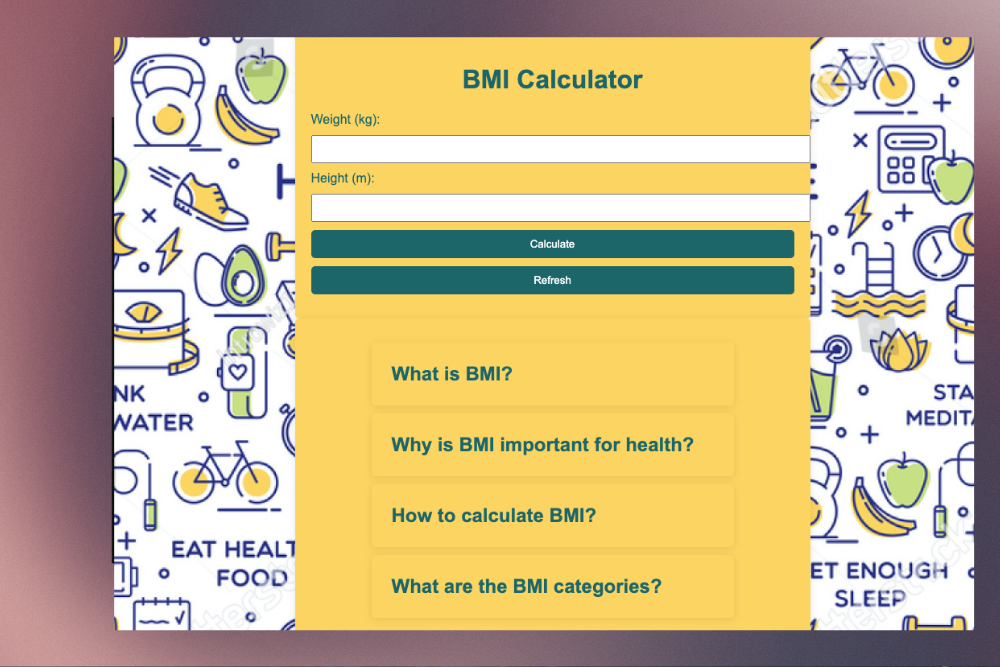 BMI Calculator
Weight (kg):
Height (m):
Calculate
Refresh
What is BMI?
Why is BMI important for health?
How to calculate BMI?
What are the BMI categories?
NK
WATER
EAT HEALT
FOOD
STA
MEDITA
ET ENOUGH
SLEEP